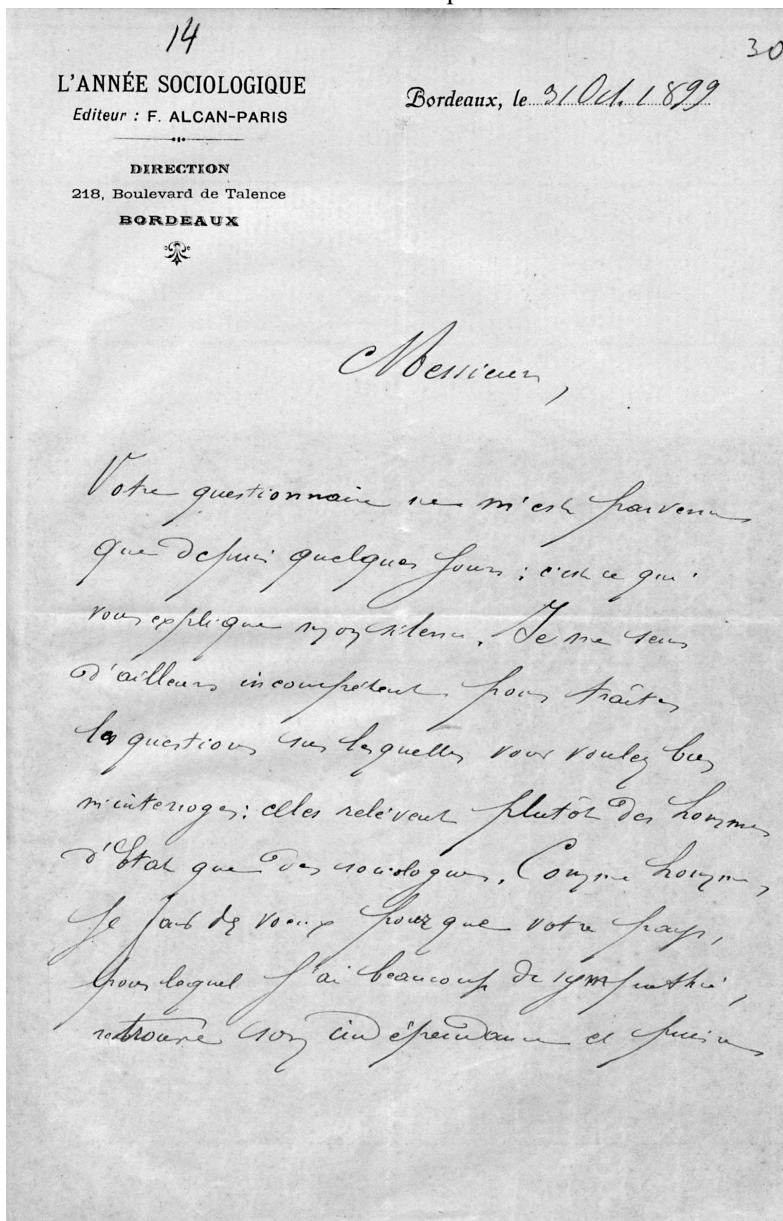 14
30
L'ANNÉE SOCIOLOGIQUE
Editeur : F. ALCAN-PARIS
DIRECTION
218, Boulevard de Talence
BORDEAUX
Bordeaux, le 31 Oct. 1899
Messieurs,
Votre questionnaire ne m'est parvenu
que depuis quelques jours ; c'est ce qui
vous explique mon silence. Je me sens
d'ailleurs incompétent pour traiter
les questions sur lesquelles vous voulez bien
m'interroger : elles relèvent plutôt des hommes
d'Etat que des sociologues. Comme homme,
je fais des vœux pour que votre pays,
pour lequel j'ai beaucoup de sympathie,
retrouve son indépendance et puisse